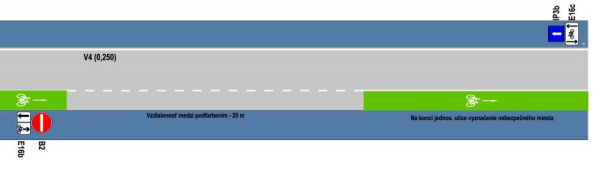 IP3b
E16c
V4 (0,250)
Vzdialenosť medzi podfarbením - 20 m
Na konci jednos. ulice vyznačenie nebezpečného miesta
E16b
B2